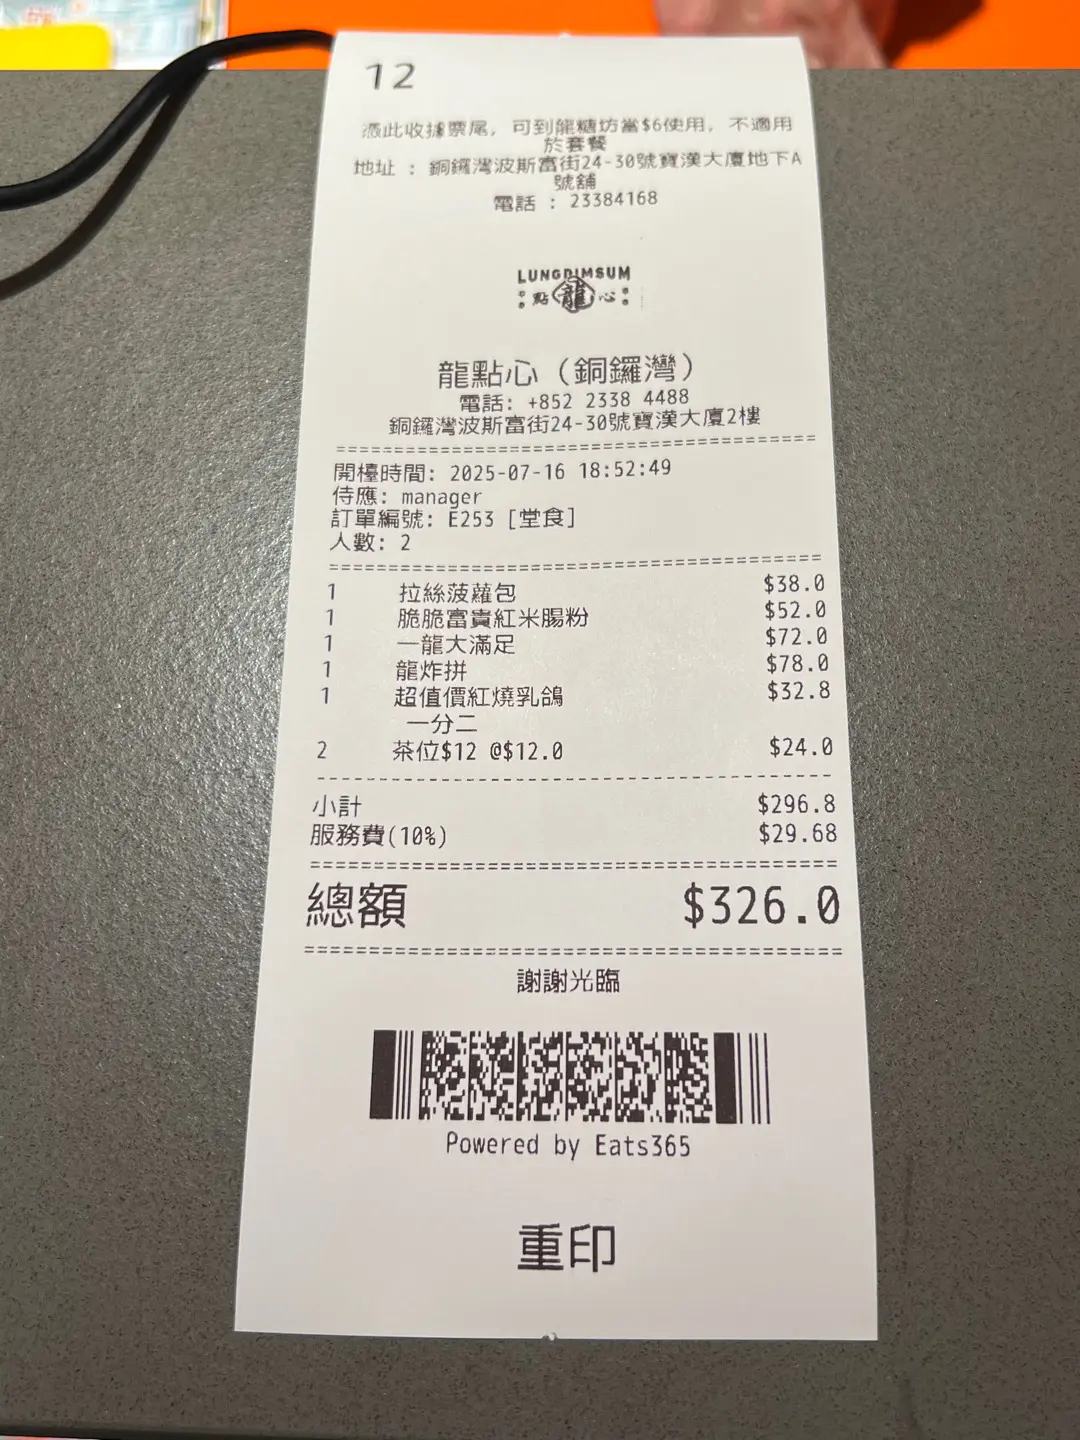 12
憑此收據票尾，可到龍糖坊當$6使用，不適用
於套餐
地址 : 銅鑼灣波斯富街24-30號寶漢大廈地下A
號舖
電話 : 23384168
LUNGDIMSUM
點龍心
龍點心（銅鑼灣）
電話: +852 2338 4488
銅鑼灣波斯富街24-30號寶漢大廈2樓
開檯時間: 2025-07-16 18:52:49
侍應: manager
訂單編號: E253 [堂食]
人數: 2
1 拉絲菠蘿包 $38.0
1 脆脆富貴紅米腸粉 $52.0
1 一龍大滿足 $72.0
1 龍炸拼 $78.0
1 超值價紅燒乳鴿 $32.8
一分二
2 茶位$12 @$12.0 $24.0
小計 $296.8
服務費(10%) $29.68
總額 $326.0
謝謝光臨
Powered by Eats365
重印